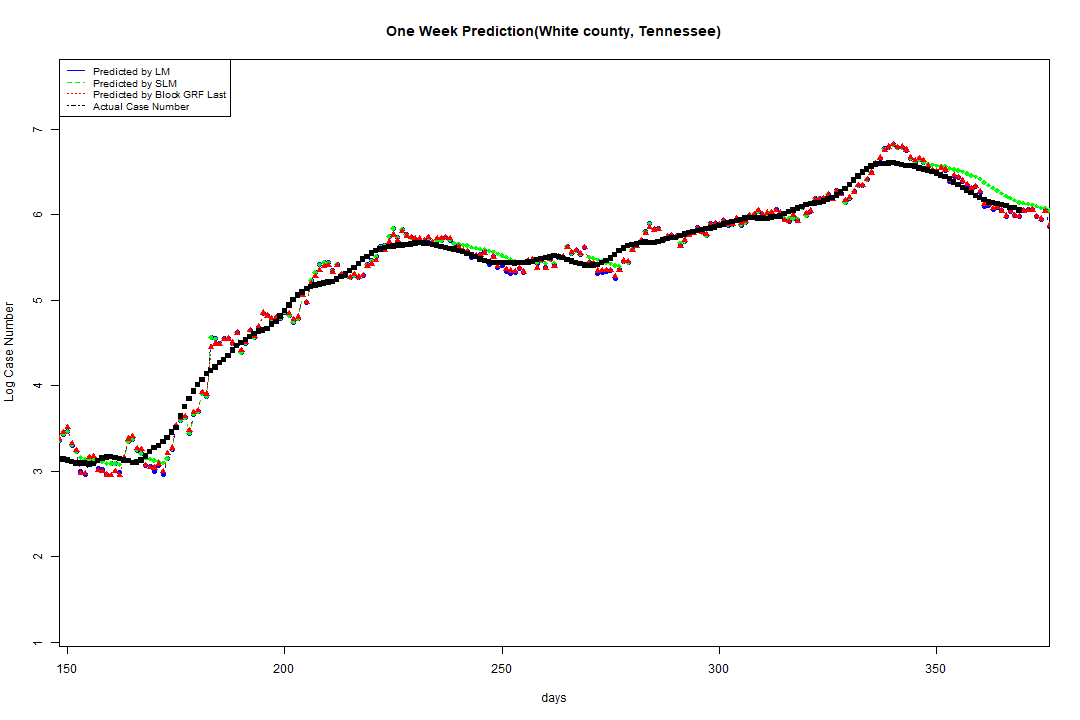 One Week Prediction(White county, Tennessee)
Predicted by LM
Predicted by SLM
Predicted by Block GRF Last
Actual Case Number
7
6
5
4
3
2
1
Log Case Number
150 200 250 300 350
days